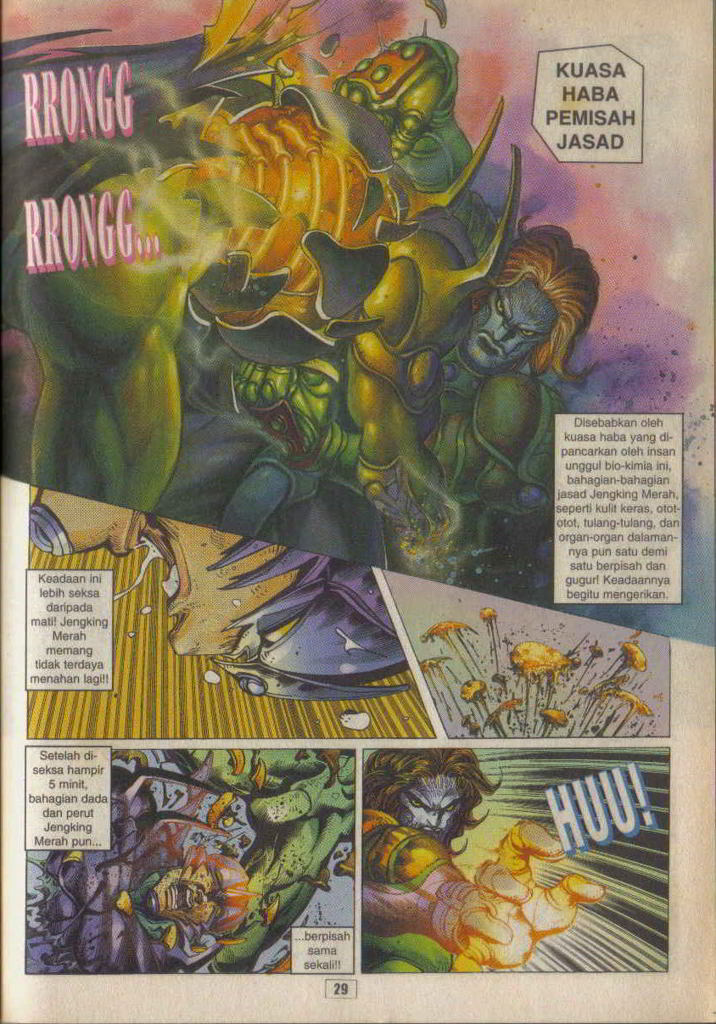 RRONGG
RRONGG...
KUASA
HABA
PEMISAH
JASAD
Disebabkan oleh
kuasa haba yang di-
pancarkan oleh insan
unggul bio-kimia ini,
bahagian-bahagian
jasad Jengking Merah,
seperti kulit keras, otot-
otot, tulang-tulang, dan
organ-organ dalaman-
nya pun satu demi
satu berpisah dan
gugur! Keadaannya
begitu mengerikan.
Keadaan ini
lebih seksa
daripada
mati! Jengking
Merah
memang
tidak terdaya
menahan lagi!!
Setelah di-
seksa hampir
5 minit,
bahagian dada
dan perut
Jengking
Merah pun...
...berpisah
sama
sekali!!
HUU!
29